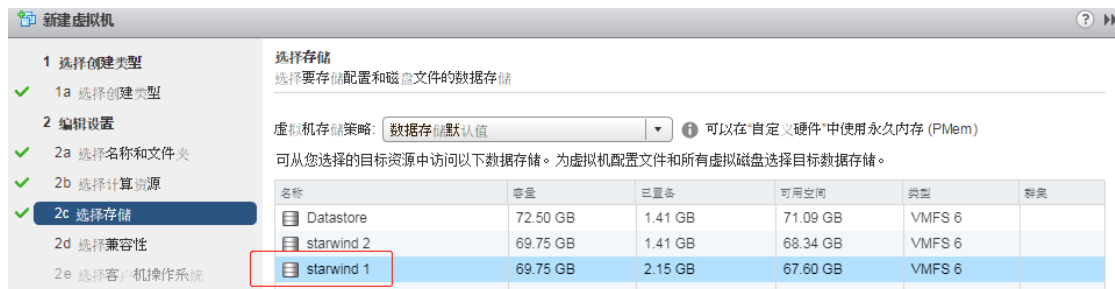 新建虚拟机
1 选择创建类型
1a 选择创建类型
2 编辑设置
2a 选择名称和文件夹
2b 选择计算资源
2c 选择存储
2d 选择兼容性
2e 选择客户机操作系统
选择存储
选择要存储配置和磁盘文件的数据存储
虚拟机存储策略: 数据存储默认值 可以在“自定义硬件”中使用永久内存 (PMem)
可从您选择的目标资源中访问以下数据存储。为虚拟机配置文件和所有虚拟磁盘选择目标数据存储。
名称 容量 已置备 可用空间 类型 群集
Datastore 72.50 GB 1.41 GB 71.09 GB VMFS 6
starwind 2 69.75 GB 1.41 GB 68.34 GB VMFS 6
starwind 1 69.75 GB 2.15 GB 67.60 GB VMFS 6